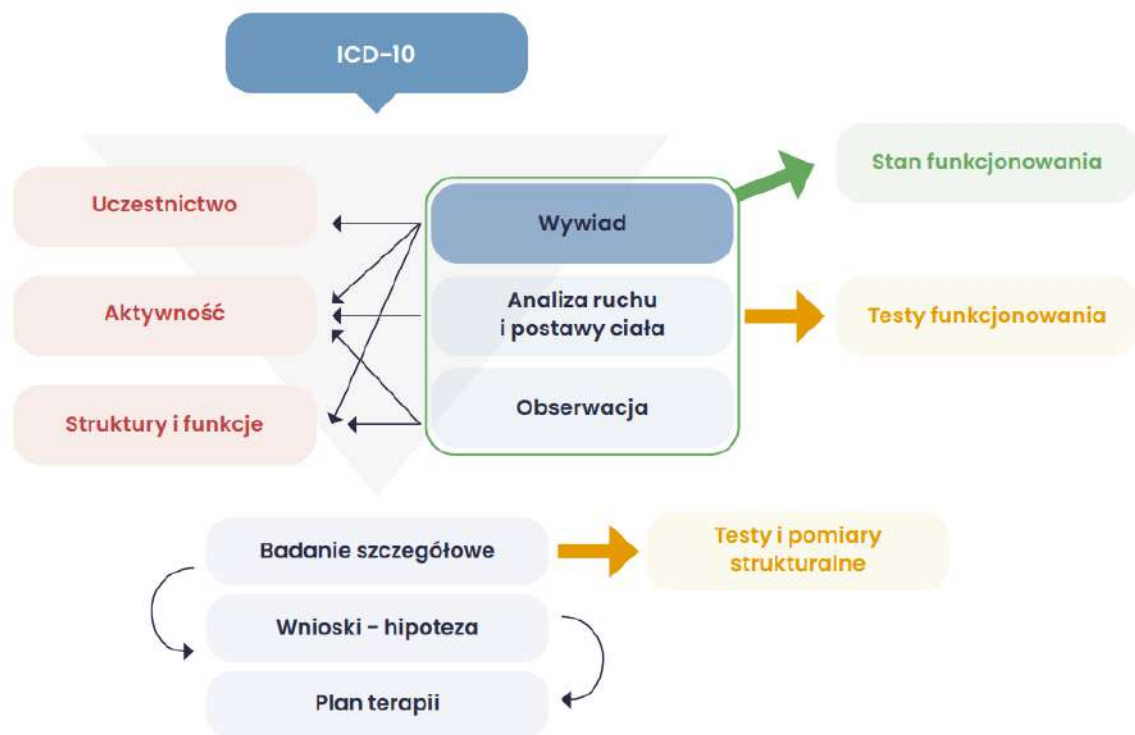 ICD-10
Uczestnictwo
Aktywność
Struktury i funkcje
Wywiad
Analiza ruchu
i postawy ciała
Obserwacja
Stan funkcjonowania
Testy funkcjonowania
Badanie szczegółowe
Testy i pomiary
strukturalne
Wnioski - hipoteza
Plan terapii